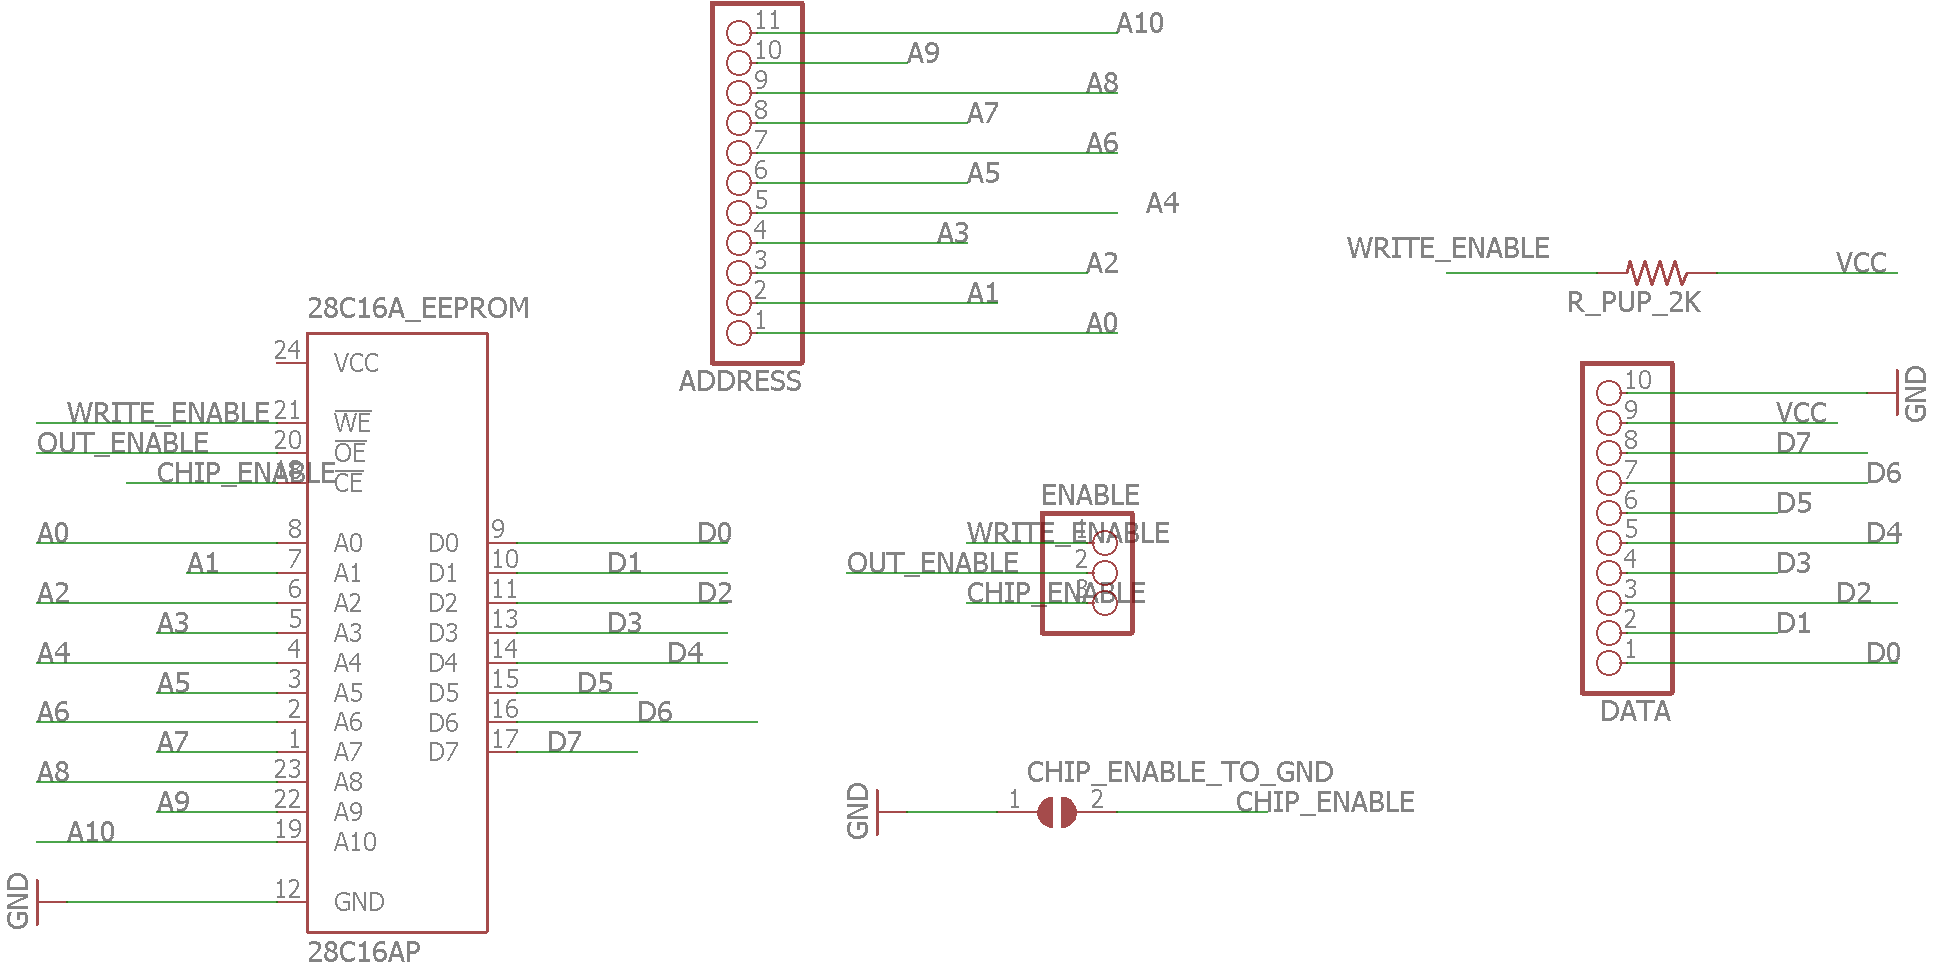 11 A10
10 A9
9 A8
8 A7
7 A6
6 A5
5 A4
4 A3
3 A2
2 A1
1 A0
ADDRESS
WRITE_ENABLE VCC
R_PUP_2K
28C16A_EEPROM
24 VCC
WRITE_ENABLE 21 WE
OUT_ENABLE 20 OE
CHIP_ENABLE 18 CE
A0 8 A0 D0 9 D0
A1 7 A1 D1 10 D1
A2 6 A2 D2 11 D2
A3 5 A3 D3 13 D3
A4 4 A4 D4 14 D4
A5 3 A5 D5 15 D5
A6 2 A6 D6 16 D6
A7 1 A7 D7 17 D7
A8 23 A8
A9 22 A9
A10 19 A10
GND 12 GND
28C16AP
ENABLE
WRITE_ENABLE 1
OUT_ENABLE 2
CHIP_ENABLE 3
CHIP_ENABLE_TO_GND
GND 1 2 CHIP_ENABLE
10 GND
9 VCC
8 D7
7 D6
6 D5
5 D4
4 D3
3 D2
2 D1
1 D0
DATA